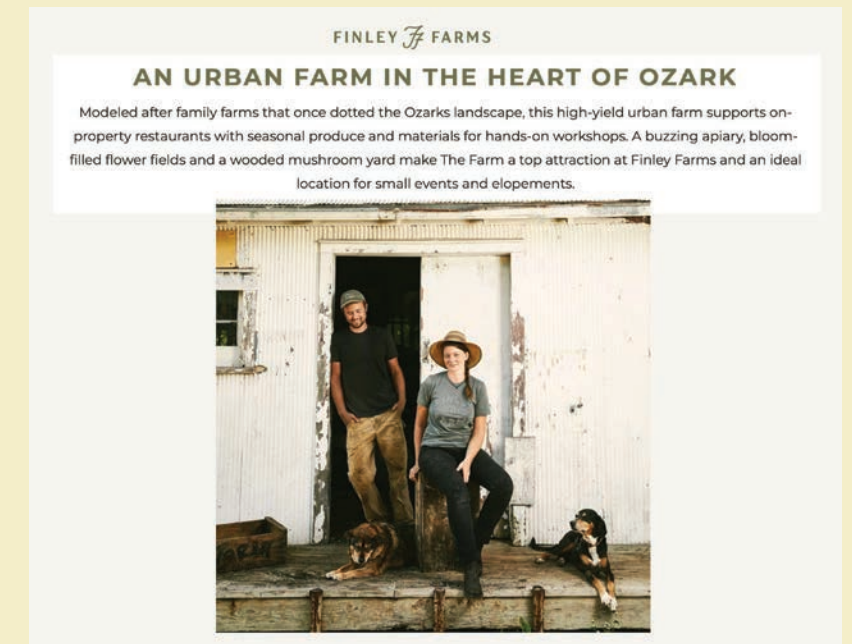 FINLEY FARMS
AN URBAN FARM IN THE HEART OF OZARK
Modeled after family farms that once dotted the Ozarks landscape, this high-yield urban farm supports on-
property restaurants with seasonal produce and materials for hands-on workshops. A buzzing apiary, bloom-
filled flower fields and a wooded mushroom yard make The Farm a top attraction at Finley Farms and an ideal
location for small events and elopements.